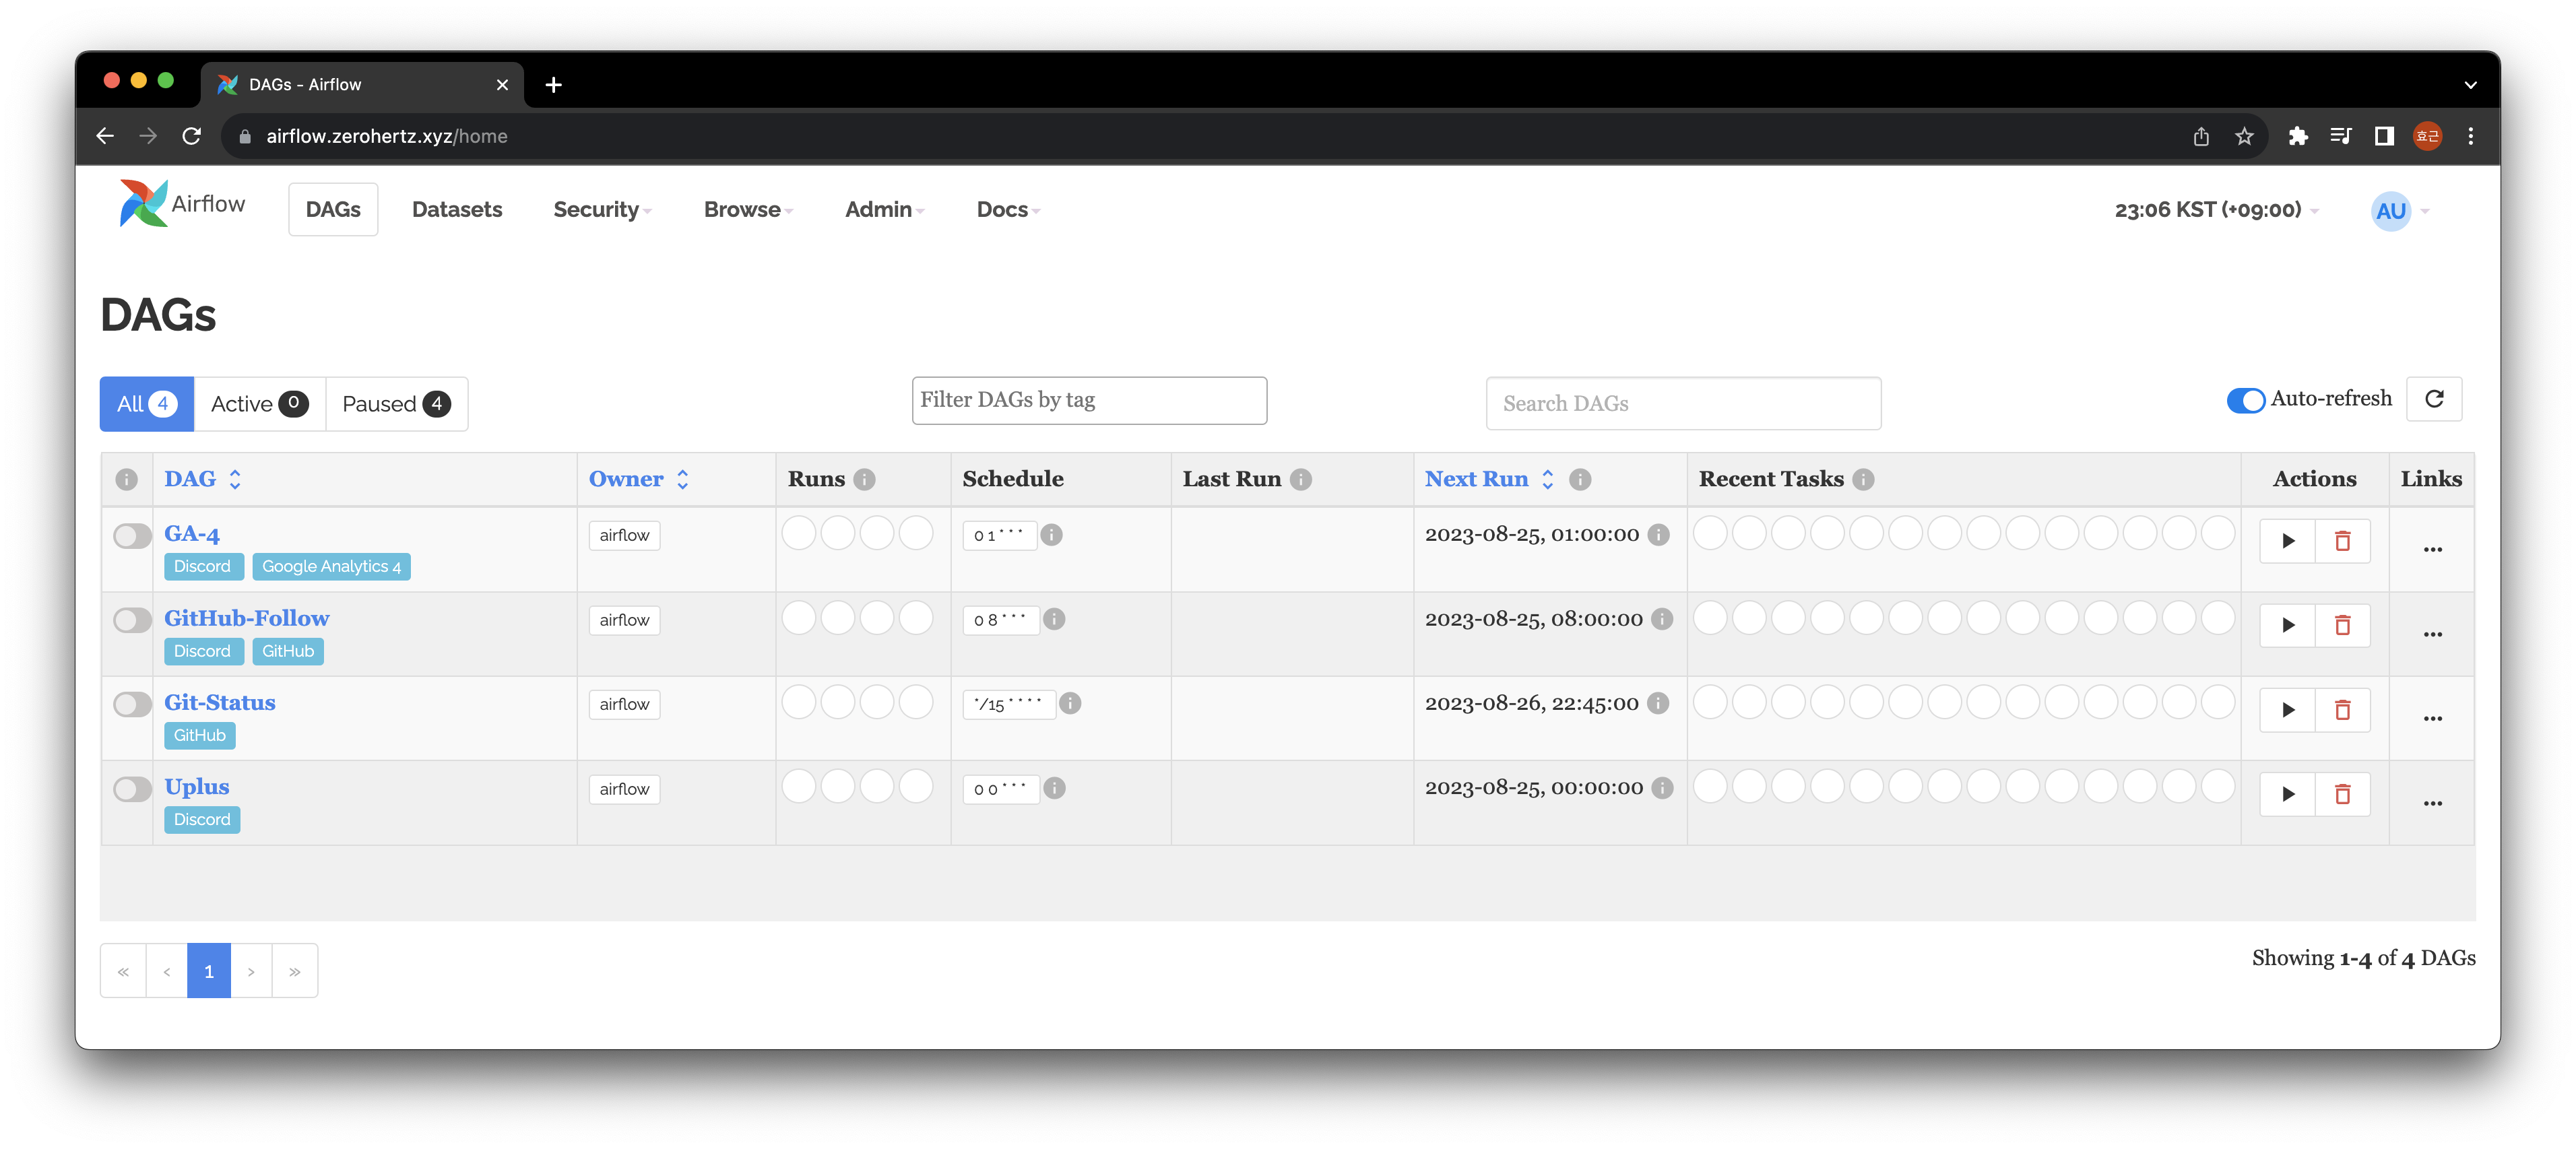 DAGs - Airflow
airflow.zerohertz.xyz/home
효근
Airflow DAGs Datasets Security Browse Admin Docs 23:06 KST (+09:00) AU
DAGs
All 4 Active 0 Paused 4 Filter DAGs by tag Search DAGs Auto-refresh
DAG Owner Runs Schedule Last Run Next Run Recent Tasks Actions Links
GA-4 airflow 0 1 * * * 2023-08-25, 01:00:00
Discord Google Analytics 4
GitHub-Follow airflow 0 8 * * * 2023-08-25, 08:00:00
Discord GitHub
Git-Status airflow */15 * * * * 2023-08-26, 22:45:00
GitHub
Uplus airflow 0 0 * * * 2023-08-25, 00:00:00
Discord
« ‹ 1 › »
Showing 1-4 of 4 DAGs